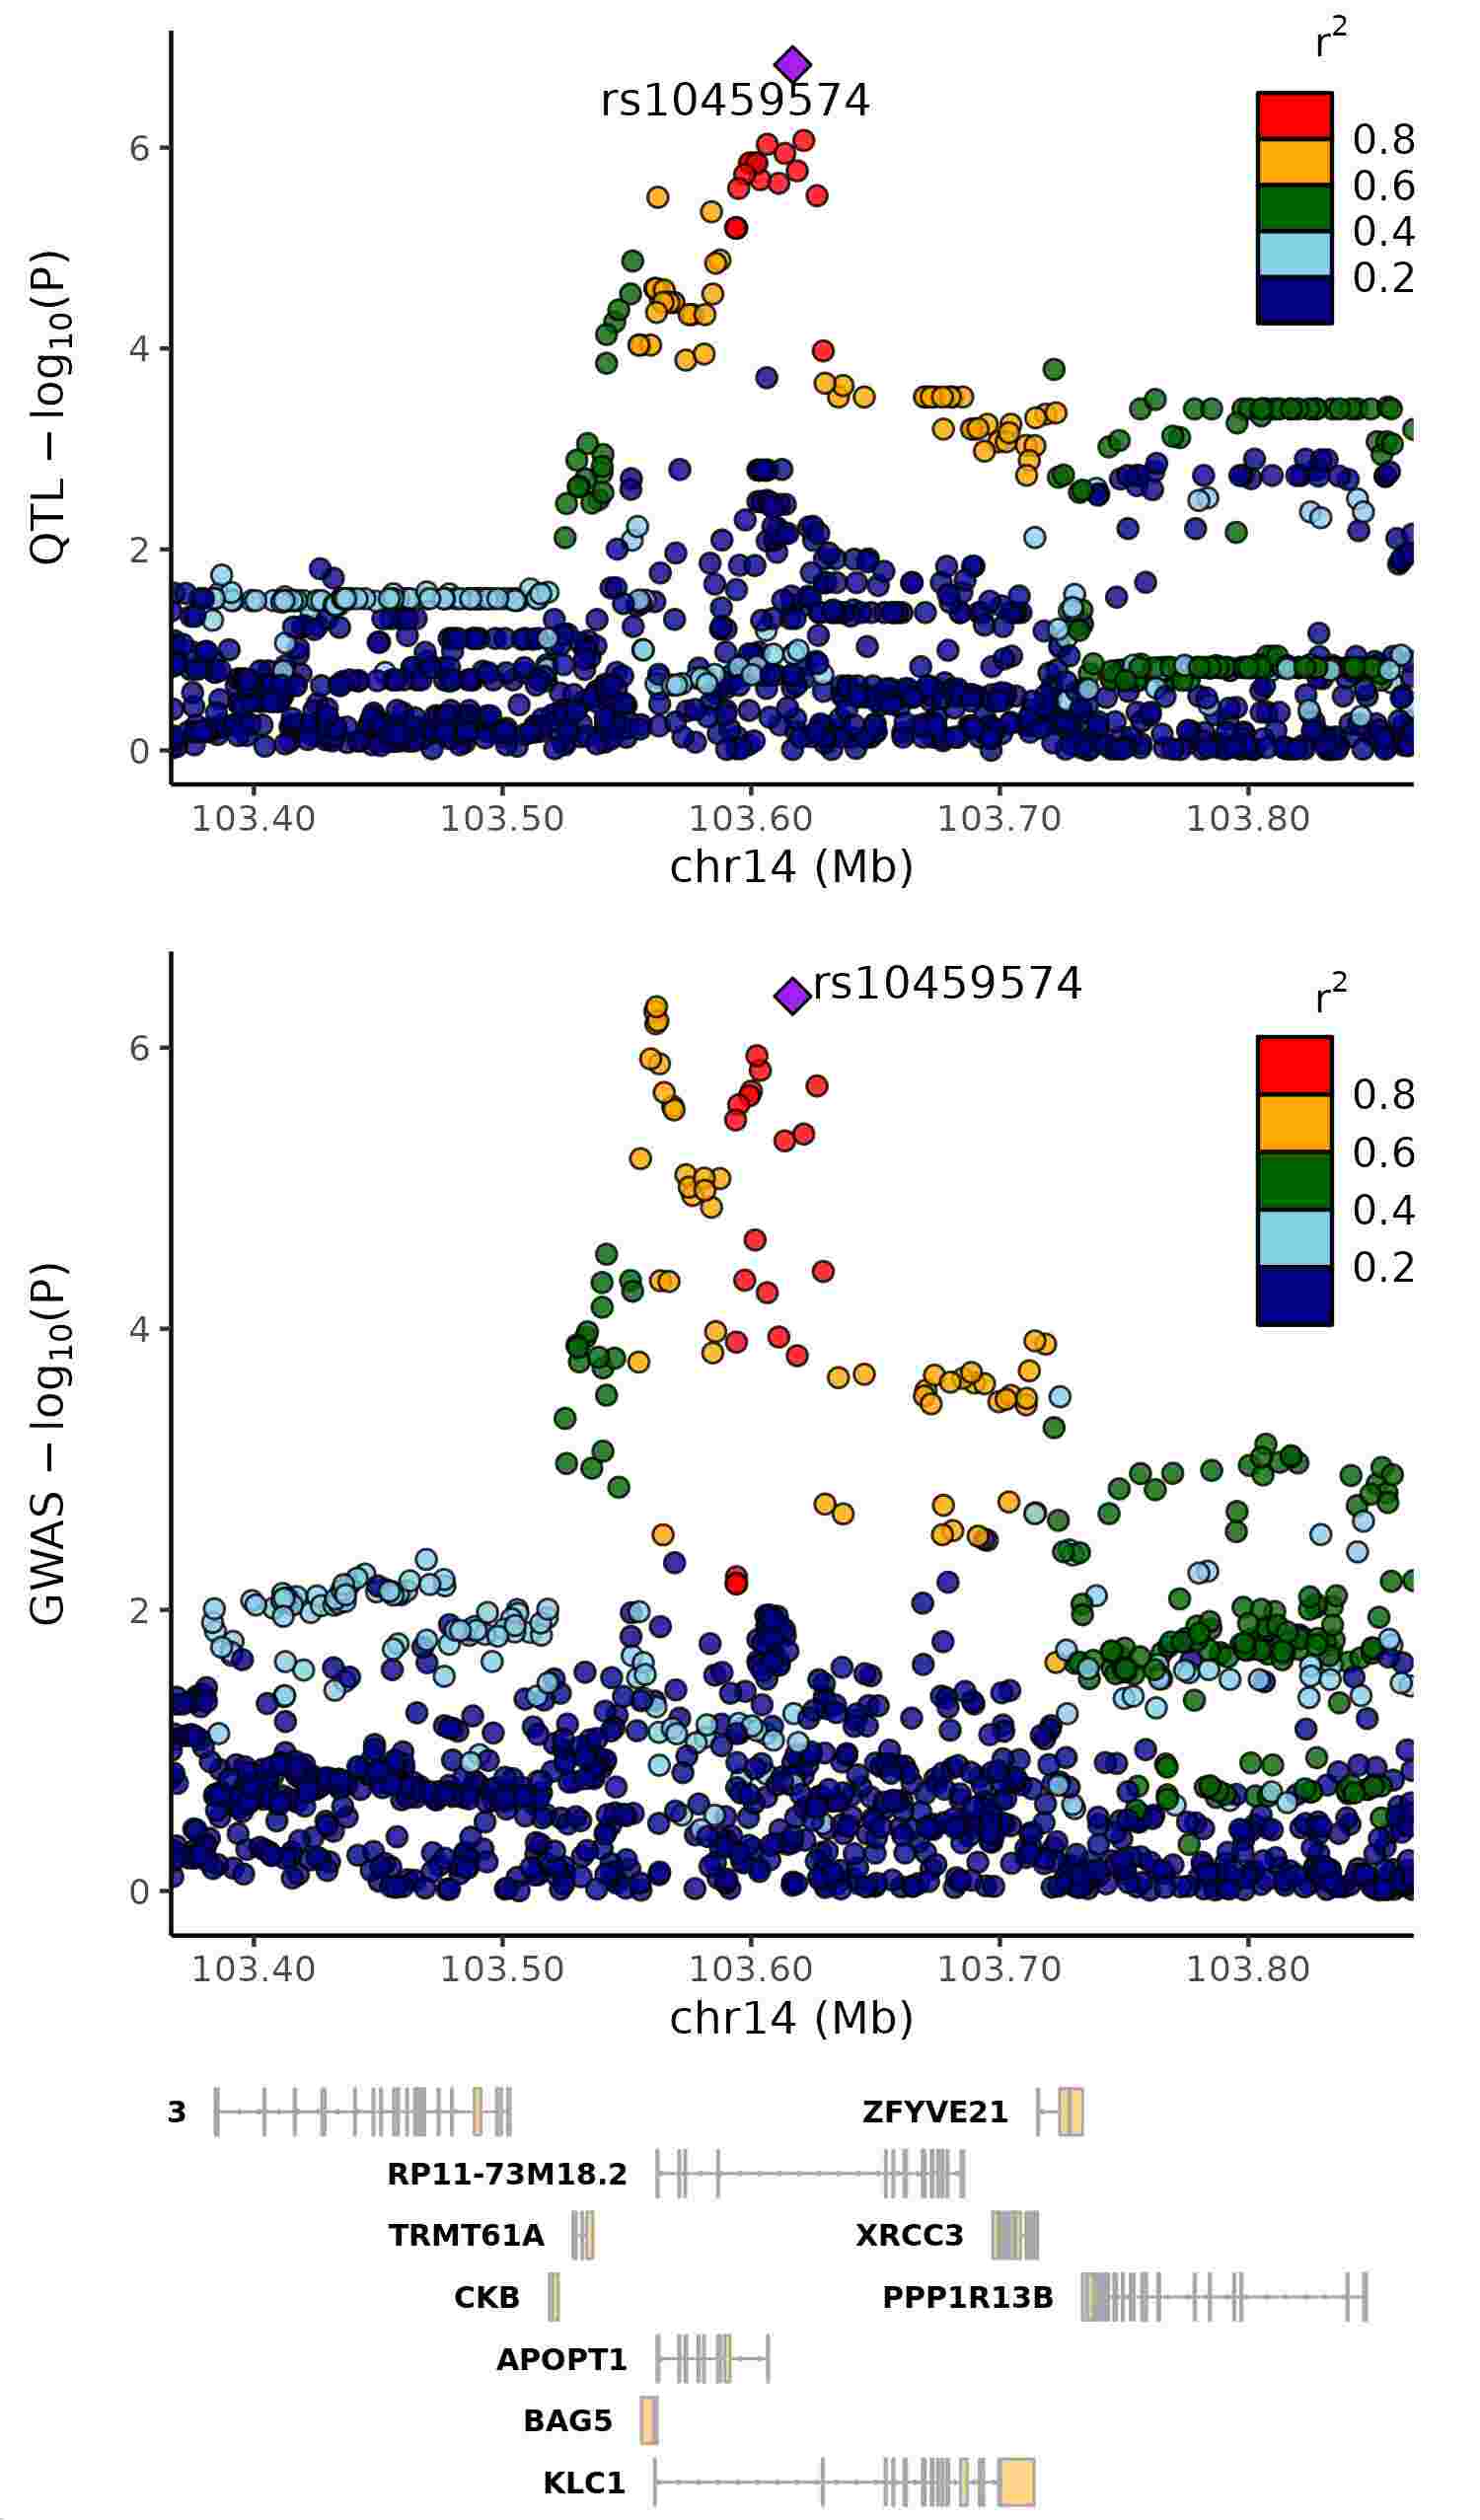 r²
rs10459574
0.8
0.6
0.4
0.2
QTL −log₁₀(P)
6
4
2
0
103.40 103.50 103.60 103.70 103.80
chr14 (Mb)
rs10459574
r²
0.8
0.6
0.4
0.2
GWAS −log₁₀(P)
6
4
2
0
103.40 103.50 103.60 103.70 103.80
chr14 (Mb)
3 ZFYVE21
RP11-73M18.2
TRMT61A XRCC3
CKB PPP1R13B
APOPT1
BAG5
KLC1